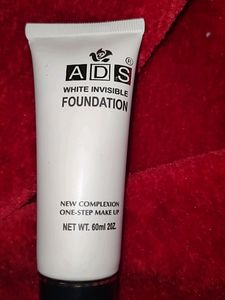 ADS®
WHITE INVISIBLE
FOUNDATION
NEW COMPLEXION
ONE-STEP MAKE UP
NET WT. 60ml 2OZ.